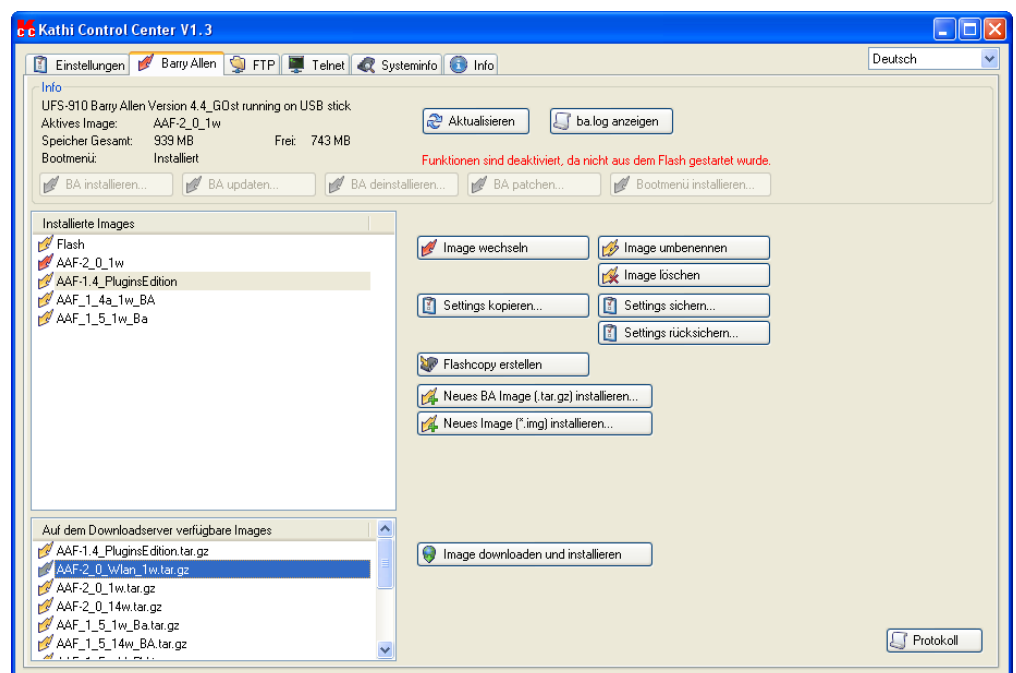 Kathi Control Center V1.3
Einstellungen Barry Allen FTP Telnet Systeminfo Info
Deutsch
Info
UFS-910 Barry Allen Version 4.4_GOst running on USB stick
Aktives Image: AAF-2_0_1w
Speicher Gesamt: 939 MB Frei: 743 MB
Bootmenü: Installiert
Aktualisieren
ba.log anzeigen
Funktionen sind deaktiviert, da nicht aus dem Flash gestartet wurde.
BA installieren... BA updaten... BA deinstallieren... BA patchen... Bootmenü installieren...
Installierte Images
Flash
AAF-2_0_1w
AAF-1.4_PluginsEdition
AAF_1_4a_1w_BA
AAF_1_5_1w_Ba
Image wechseln
Image umbenennen
Image löschen
Settings kopieren...
Settings sichern...
Settings rücksichern...
Flashcopy erstellen
Neues BA Image (.tar.gz) installieren...
Neues Image (*.img) installieren...
Auf dem Downloadserver verfügbare Images
AAF-1.4_PluginsEdition.tar.gz
AAF-2_0_Wlan_1w.tar.gz
AAF-2_0_1w.tar.gz
AAF-2_0_14w.tar.gz
AAF_1_5_1w_Ba.tar.gz
AAF_1_5_14w_BA.tar.gz
Image downloaden und installieren
Protokoll